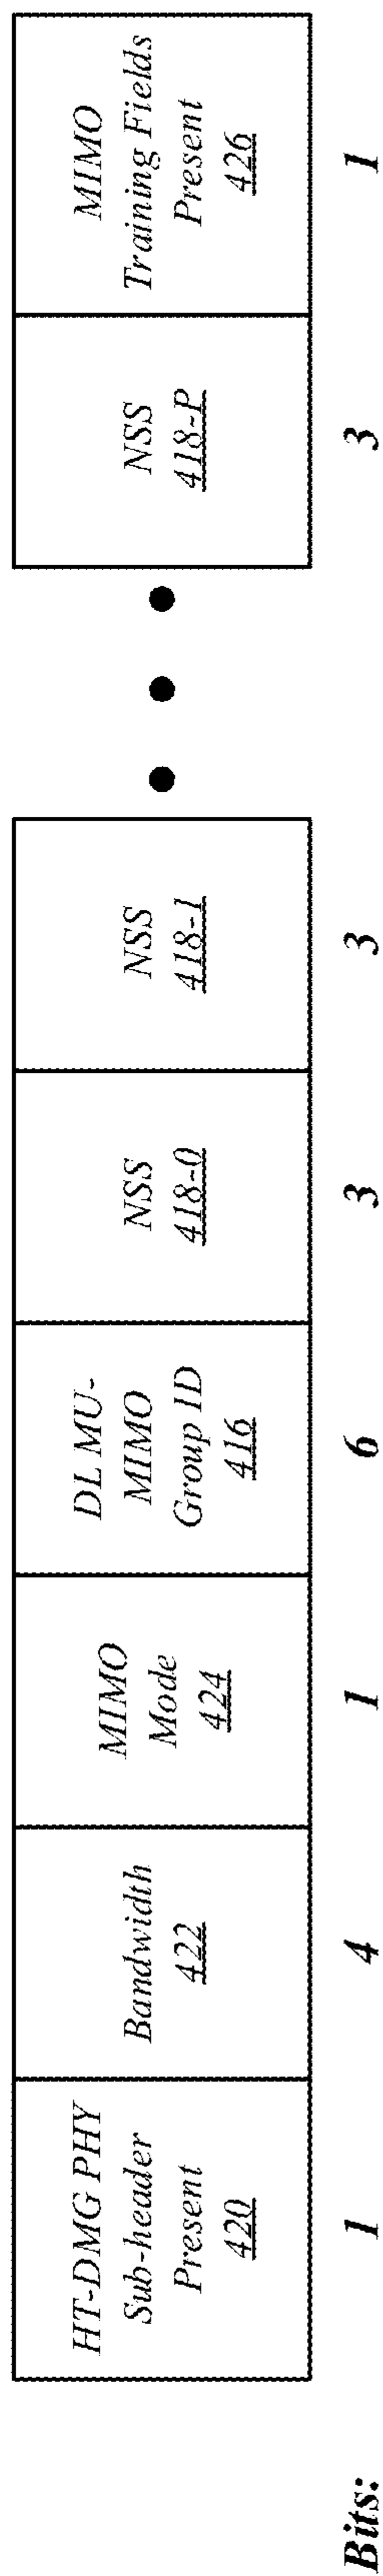 HT-DMG PHY
Sub-header
Present
420
Bandwidth
422
MIMO
Mode
424
DL MU-
MIMO
Group ID
416
NSS
418-0
NSS
418-1
NSS
418-P
MIMO
Training Fields
Present
426
Bits: 1 4 1 6 3 3 3 1